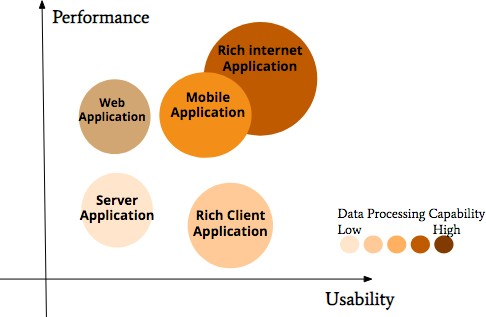 Performance
Rich internet
Application
Web
Application
Mobile
Application
Server
Application
Rich Client
Application
Data Processing Capability
Low High
Usability